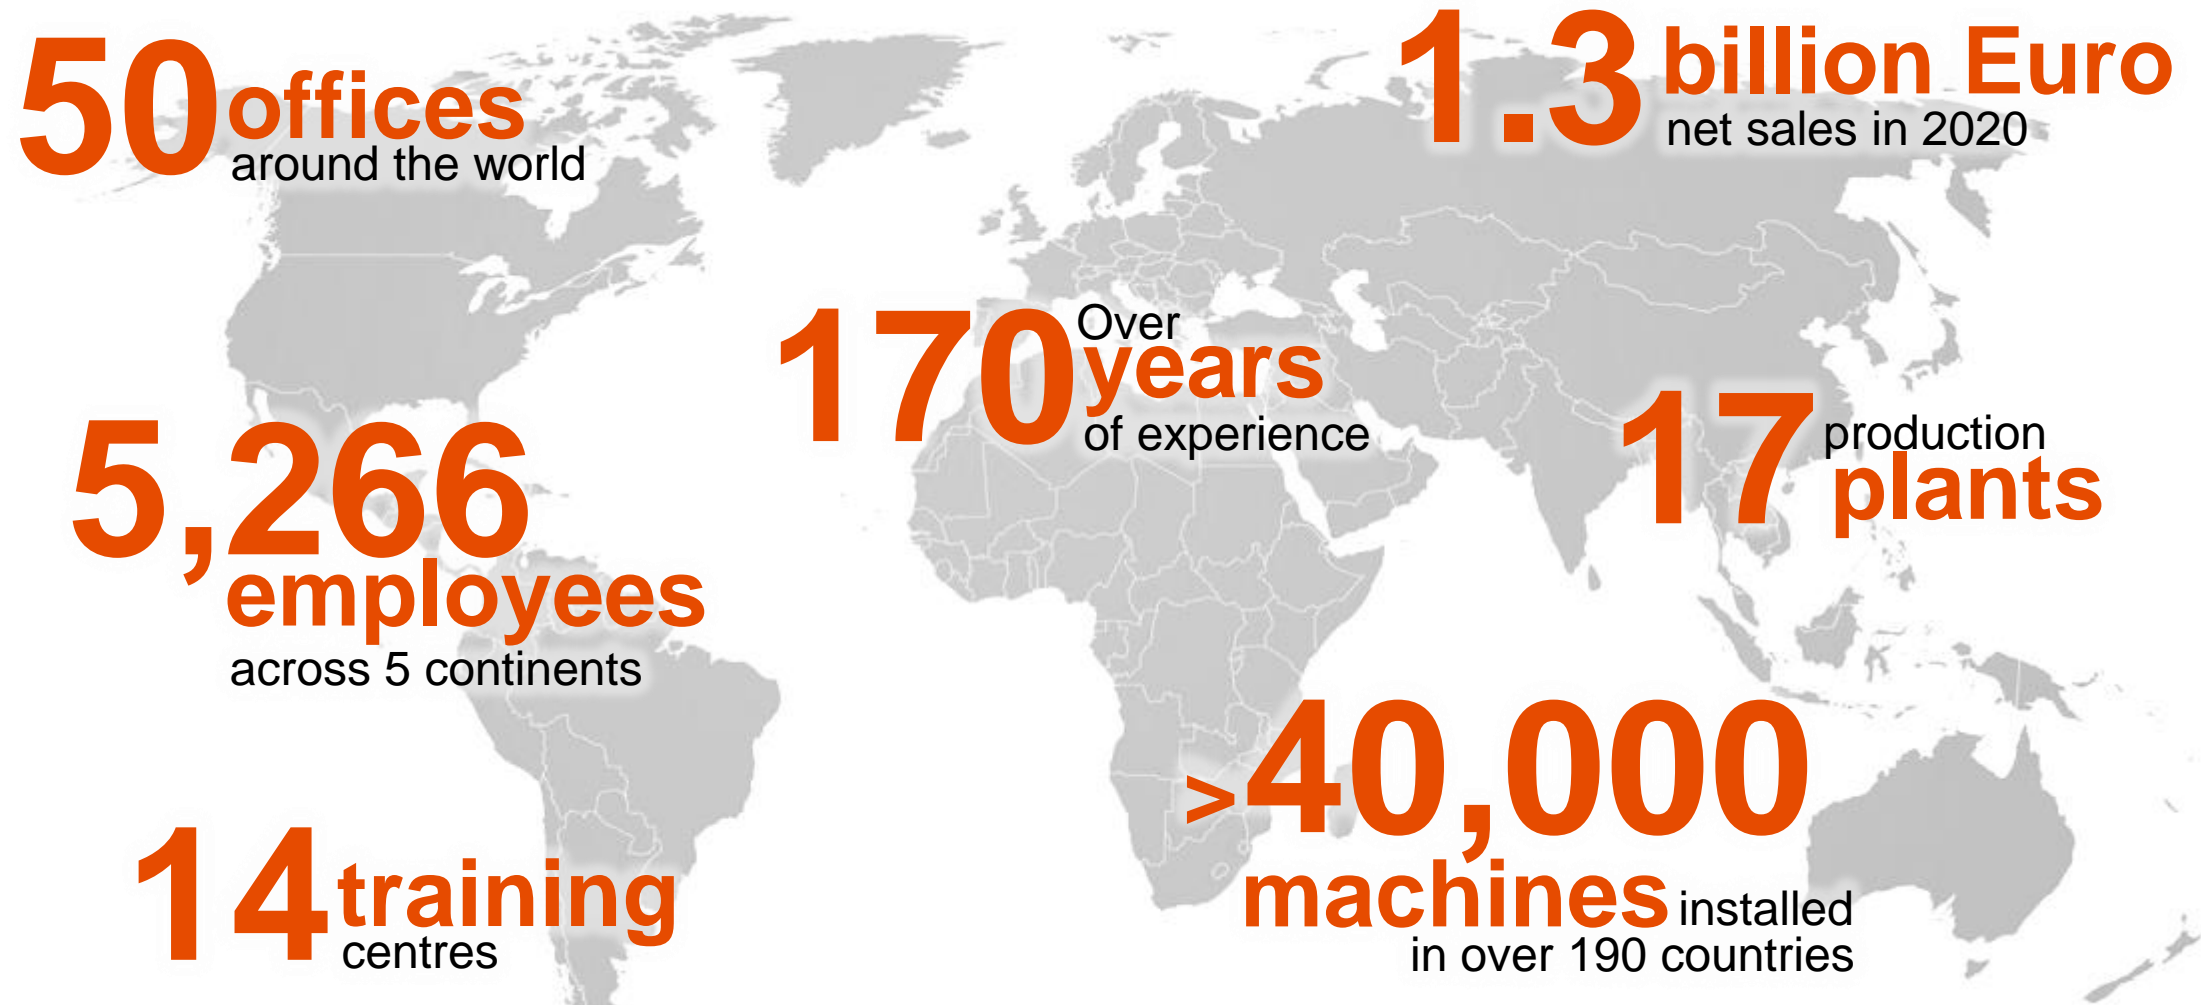 50 offices
around the world
1.3 billion Euro
net sales in 2020
170 Over
years
of experience
5,266
employees
across 5 continents
17 production
plants
>40,000
machines installed
in over 190 countries
14 training
centres